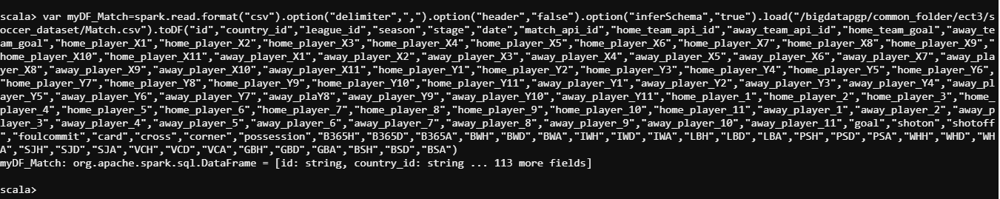 scala> var myDF_Match=spark.read.format("csv").option("delimiter",",").option("header","false").option("inferSchema","true").load("/bigdatapgp/common_folder/ect3/s
occer_dataset/Match.csv").toDF("id","country_id","league_id","season","stage","date","match_api_id","home_team_api_id","away_team_api_id","home_team_goal","away_te
am_goal","home_player_X1","home_player_X2","home_player_X3","home_player_X4","home_player_X5","home_player_X6","home_player_X7","home_player_X8","home_player_X9","
home_player_X10","home_player_X11","away_player_X1","away_player_X2","away_player_X3","away_player_X4","away_player_X5","away_player_X6","away_player_X7","away_pla
yer_X8","away_player_X9","away_player_X10","away_player_X11","home_player_Y1","home_player_Y2","home_player_Y3","home_player_Y4","home_player_Y5","home_player_Y6",
"home_player_Y7","home_player_Y8","home_player_Y9","home_player_Y10","home_player_Y11","away_player_Y1","away_player_Y2","away_player_Y3","away_player_Y4","away_pl
ayer_Y5","away_player_Y6","away_player_Y7","away_plaY8","away_player_Y9","away_player_Y10","away_player_Y11","home_player_1","home_player_2","home_player_3","home_
player_4","home_player_5","home_player_6","home_player_7","home_player_8","home_player_9","home_player_10","home_player_11","away_player_1","away_player_2","away_p
layer_3","away_player_4","away_player_5","away_player_6","away_player_7","away_player_8","away_player_9","away_player_10","away_player_11","goal","shoton","shotoff
","foulcommit","card","cross","corner","possession","B365H","B365D","B365A","BWH","BWD","BWA","IWH","IWD","IWA","LBH","LBD","LBA","PSH","PSD","PSA","WHH","WHD","WH
A","SJH","SJD","SJA","VCH","VCD","VCA","GBH","GBD","GBA","BSH","BSD","BSA")
myDF_Match: org.apache.spark.sql.DataFrame = [id: string, country_id: string ... 113 more fields]
scala>